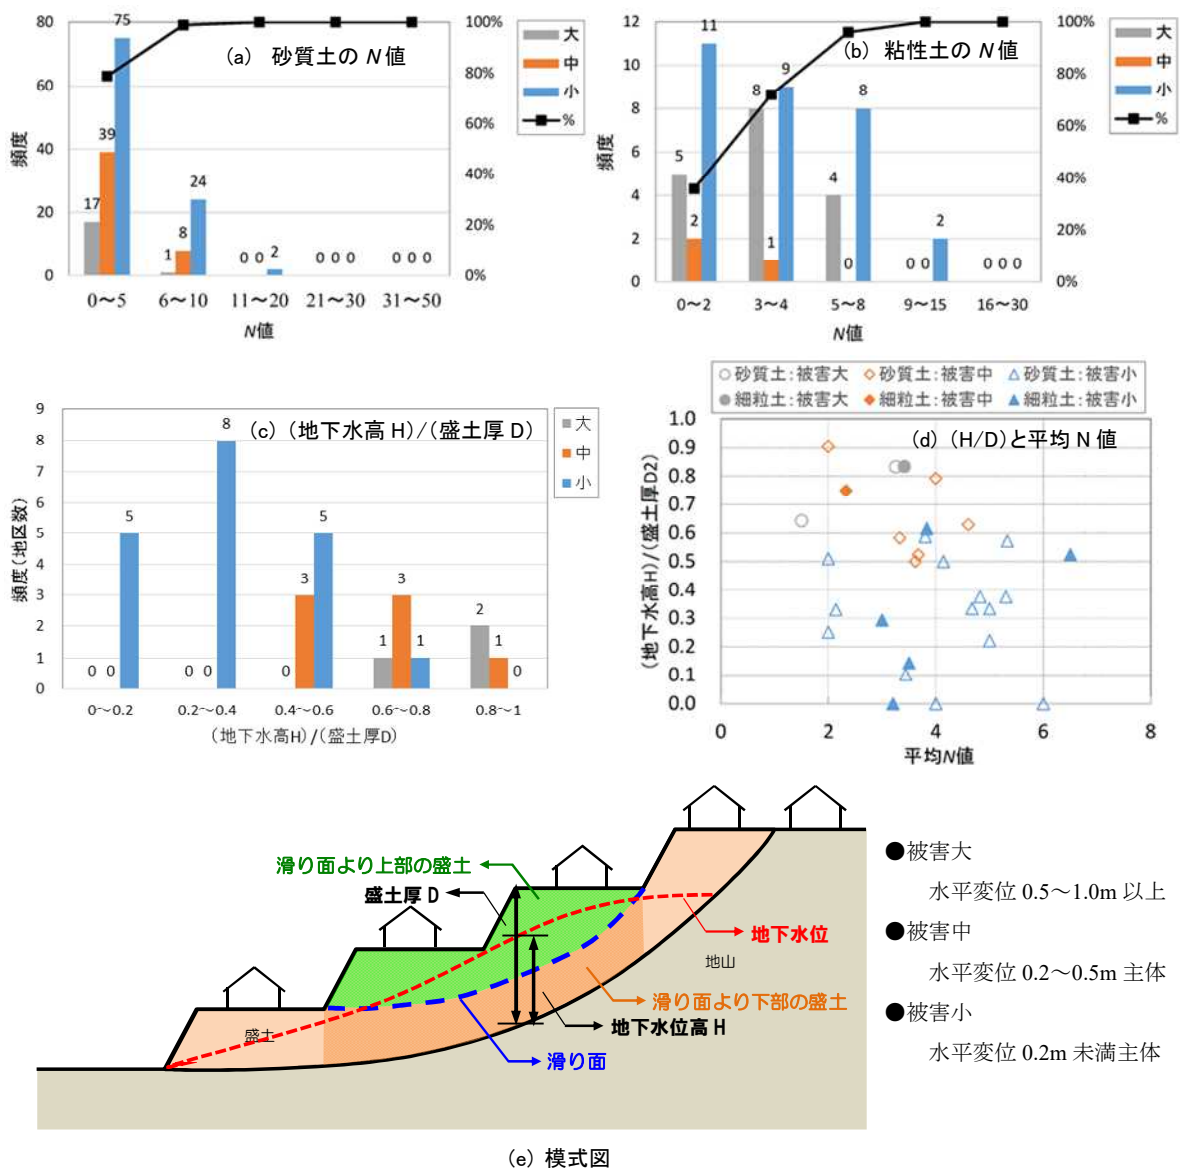 (a) 砂質土の N 値
80
60
40
20
0
頻度
75
39
17
24
8
1
0 0 2
0 0 0
0 0 0
100%
80%
60%
40%
20%
0%
0～5 6～10 11～20 21～30 31～50
N値
大
中
小
%
(b) 粘性土の N 値
12
10
8
6
4
2
0
頻度
11
5
2
8
9
1
4
8
0
0 0
2
0 0 0
100%
80%
60%
40%
20%
0%
0～2 3～4 5～8 9～15 16～30
N値
大
中
小
%
(c) (地下水高 H)/(盛土厚 D)
9
8
7
6
5
4
3
2
1
0
頻度(地区数)
0 0 5
0 0 8
0 3 5
1 3 1
2 1 0
0～0.2 0.2～0.4 0.4～0.6 0.6～0.8 0.8～1
(地下水高H)/(盛土厚D)
大
中
小
○砂質土:被害大 ◇砂質土:被害中 △砂質土:被害小
●細粒土:被害大 ◆細粒土:被害中 ▲細粒土:被害小
(d) (H/D)と平均 N 値
1.0
0.9
0.8
0.7
0.6
0.5
0.4
0.3
0.2
0.1
0.0
(地下水高H)/(盛土厚D2)
0 2 4 6 8
平均N値
滑り面より上部の盛土
盛土厚 D
地下水位
地山
滑り面より下部の盛土
地下水位高 H
盛土
滑り面
●被害大
水平変位 0.5～1.0m 以上
●被害中
水平変位 0.2～0.5m 主体
●被害小
水平変位 0.2m 未満主体
(e) 模式図